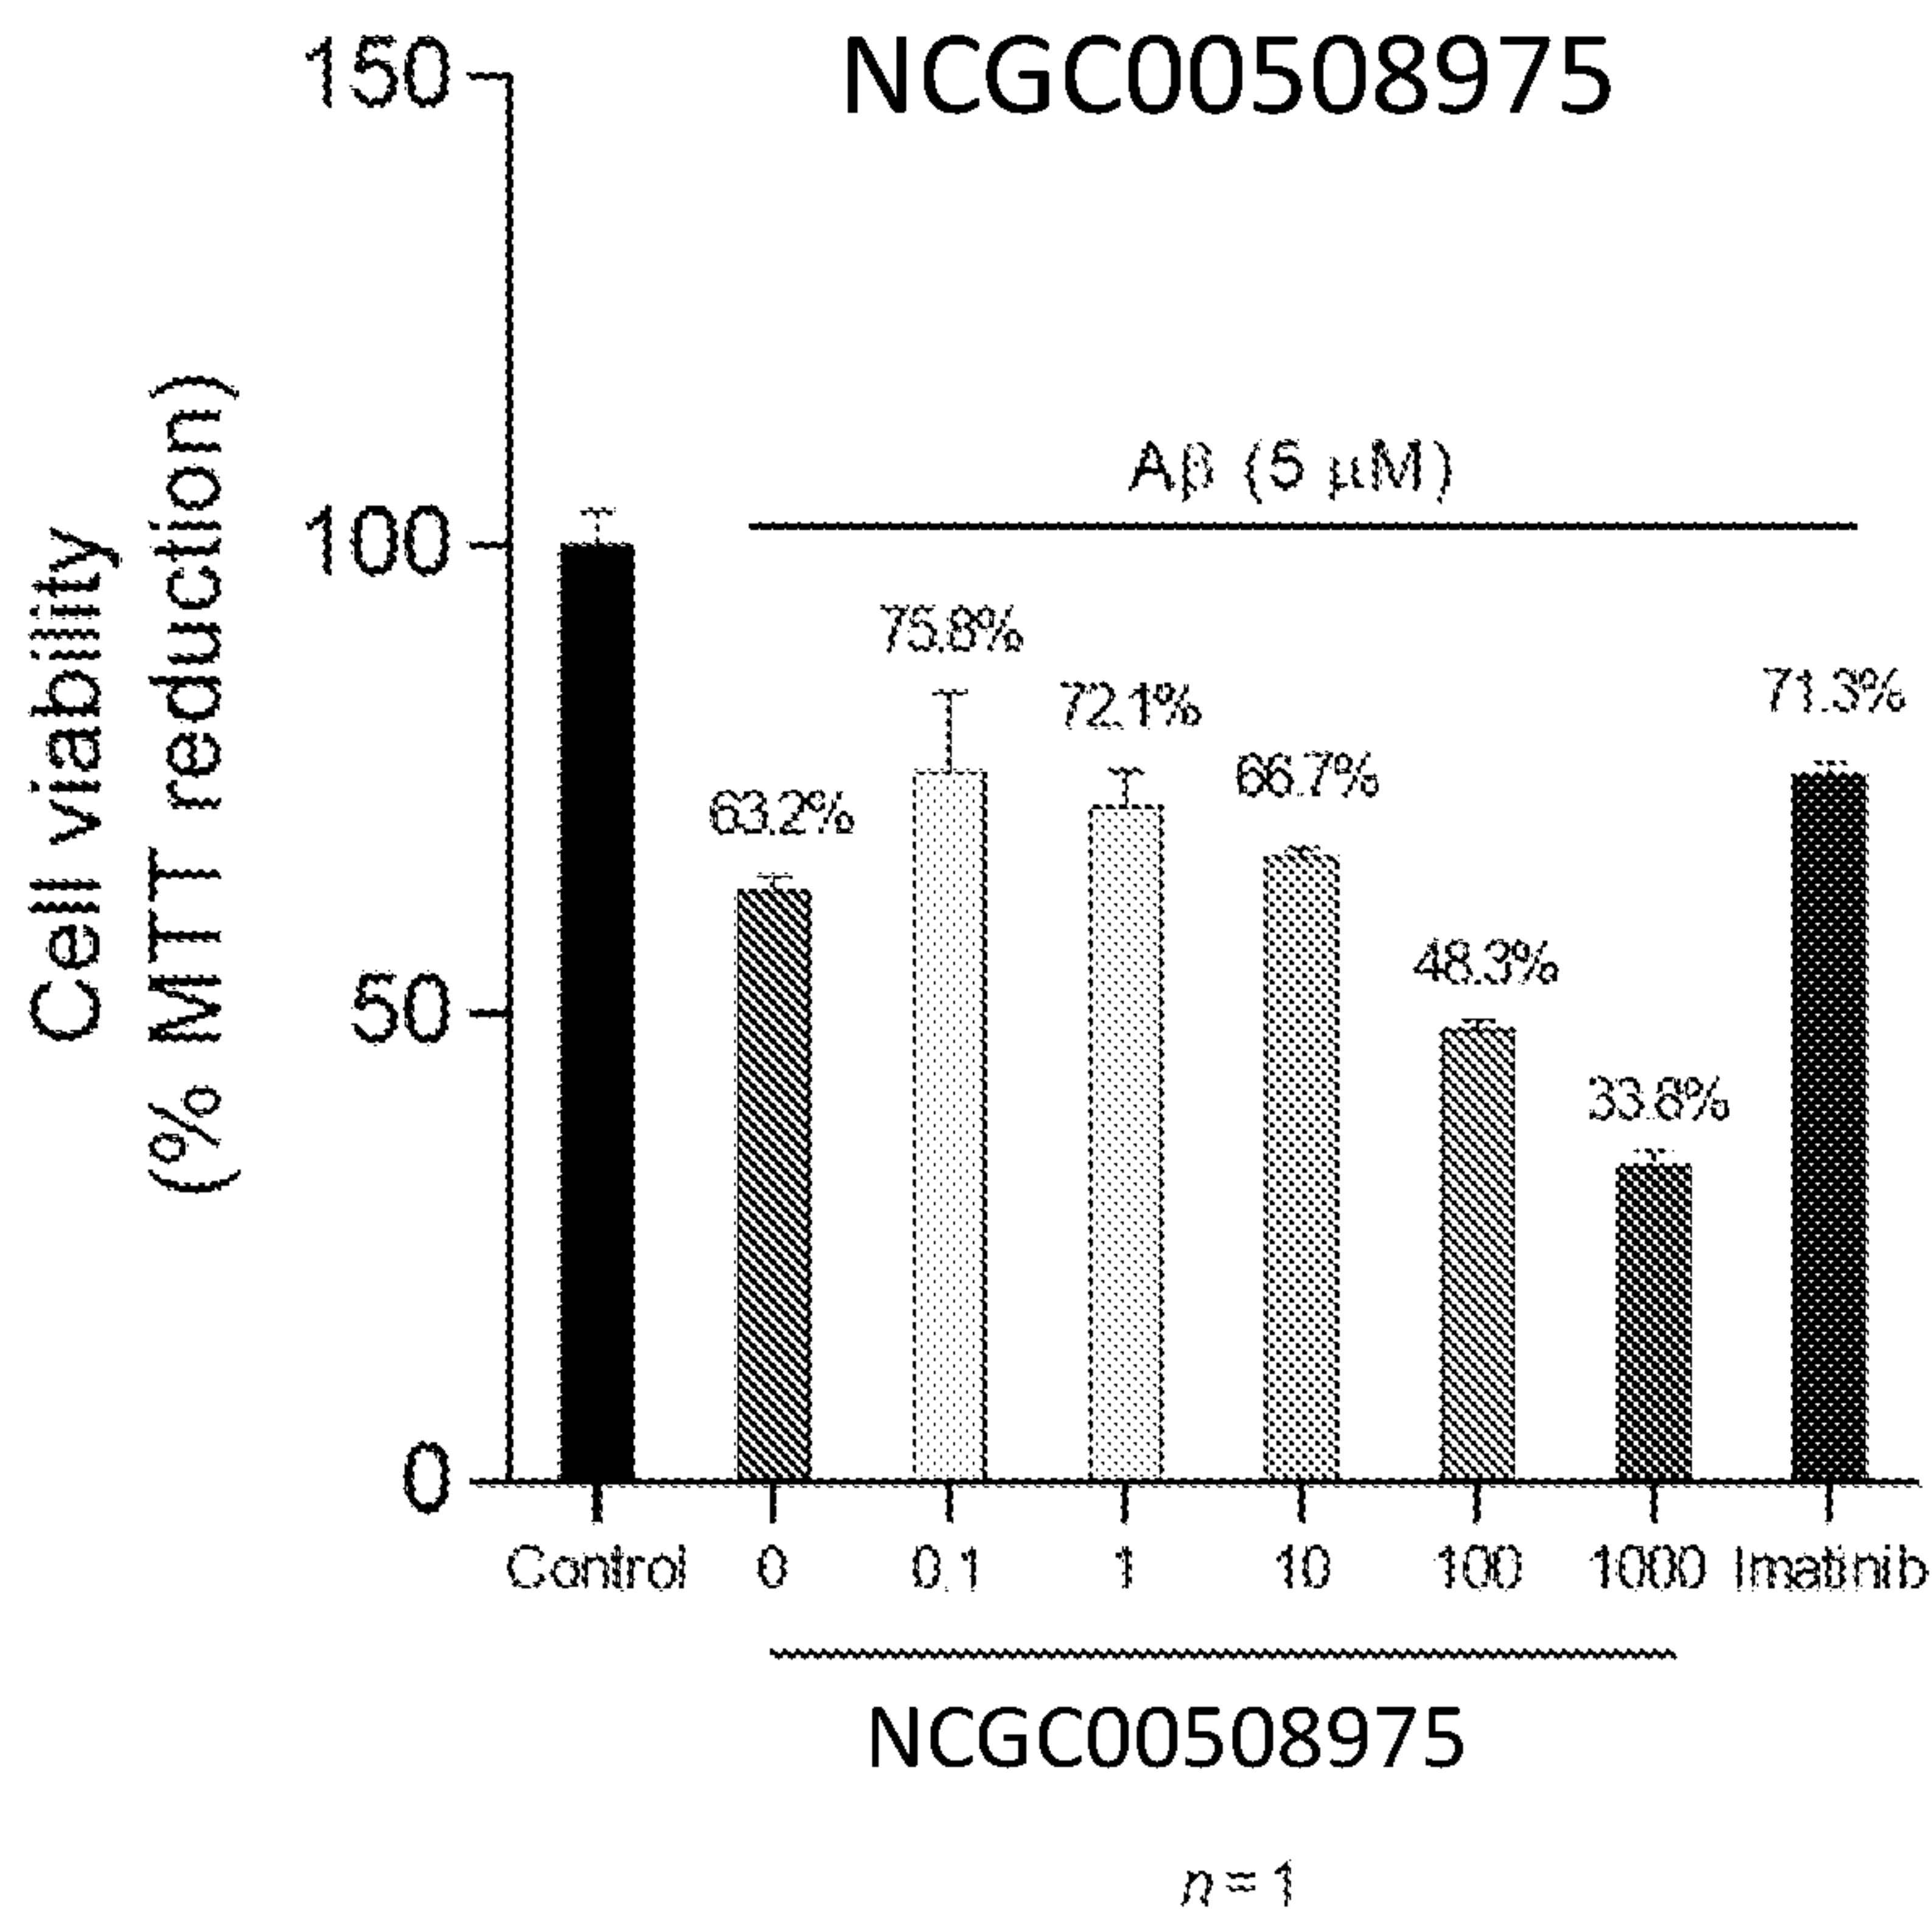 NCGC00508975
150
100
50
0
Cell viability
(% MTT reduction)
Aβ (5 µM)
63.2%
75.8%
72.1%
66.7%
48.3%
33.8%
71.3%
Control 0 0.1 1 10 100 1000 Imatinib
NCGC00508975
n = 1